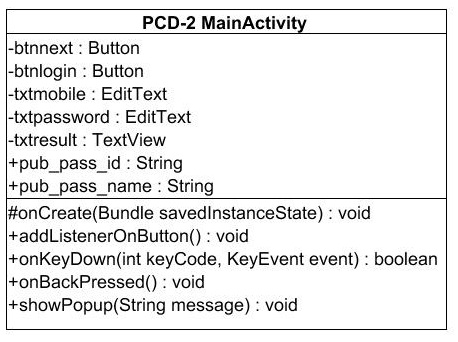 PCD-2 MainActivity
-btnnext : Button
-btnlogin : Button
-txtmobile : EditText
-txtpassword : EditText
-txtresult : TextView
+pub_pass_id : String
+pub_pass_name : String
#onCreate(Bundle savedInstanceState) : void
+addListenerOnButton() : void
+onKeyDown(int keyCode, KeyEvent event) : boolean
+onBackPressed() : void
+showPopup(String message) : void